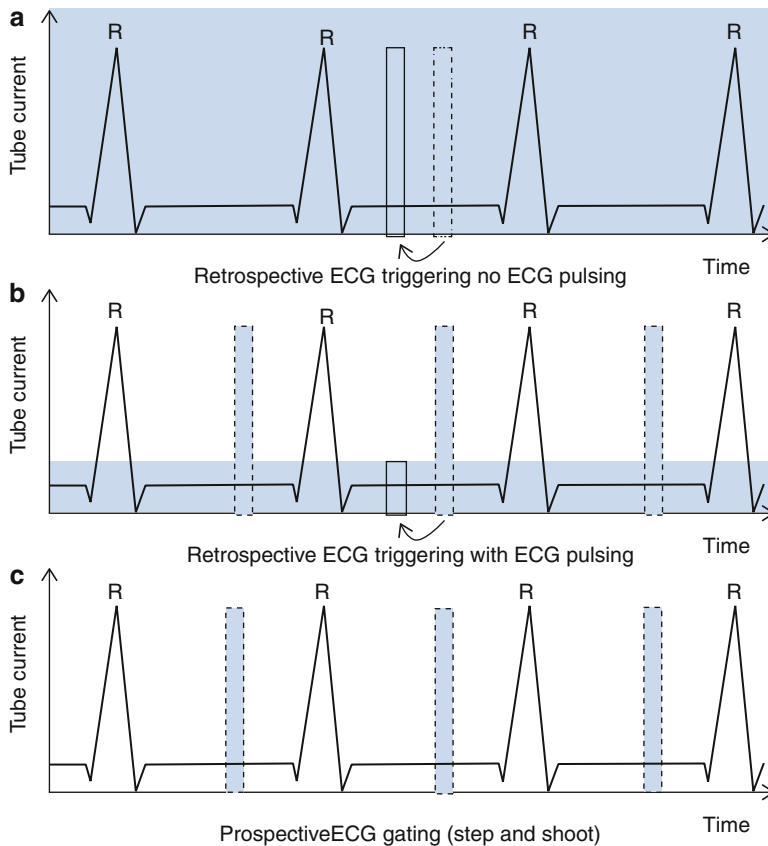 a
R R R R
Tube current
Time
Retrospective ECG triggering no ECG pulsing
b
R R R R
Tube current
Time
Retrospective ECG triggering with ECG pulsing
c
R R R R
Tube current
Time
ProspectiveECG gating (step and shoot)